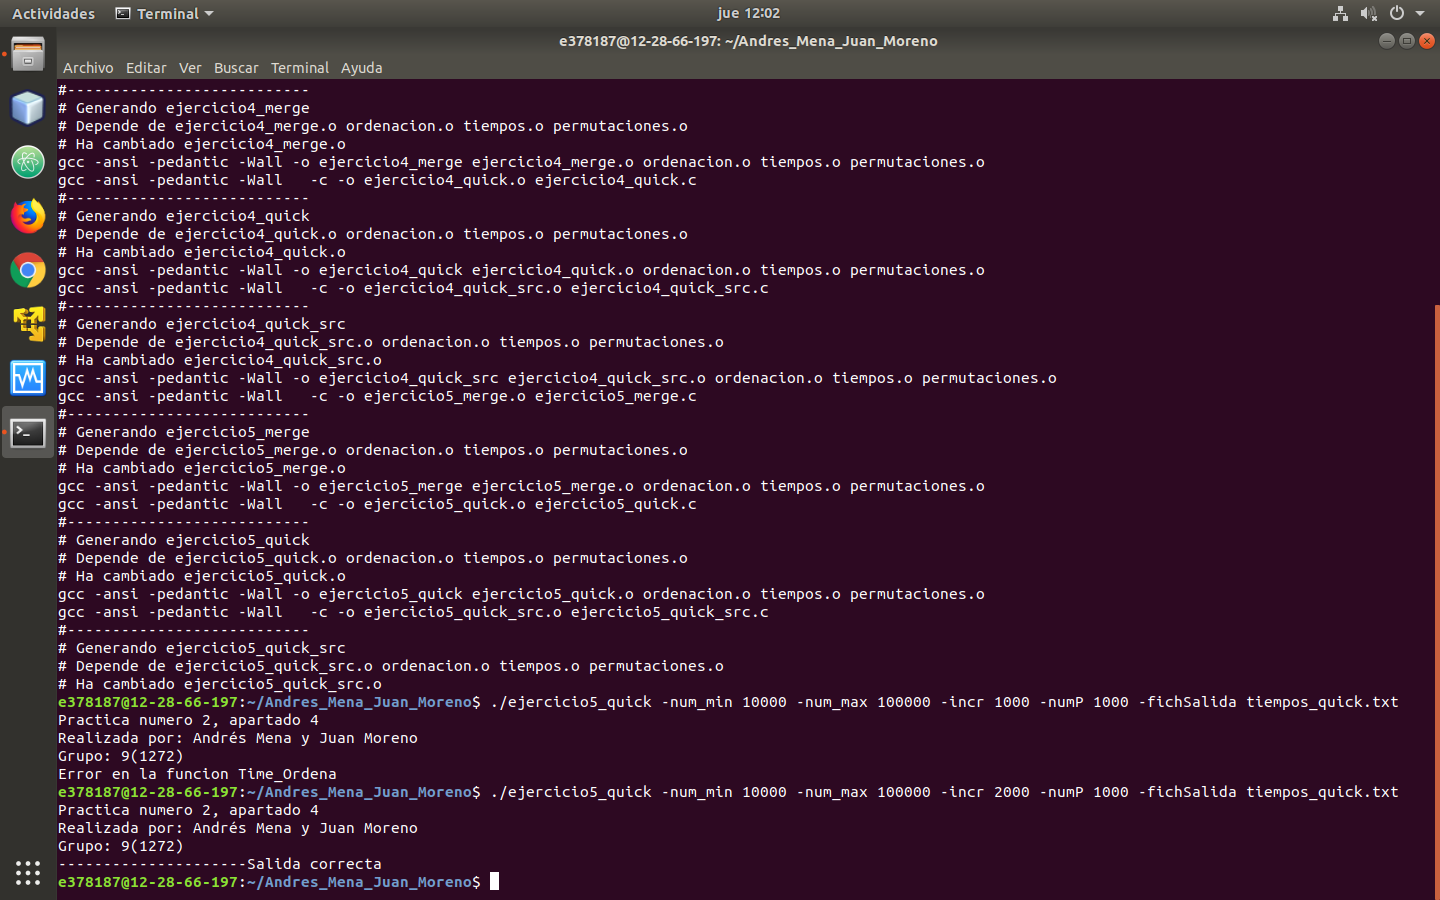 Actividades Terminal jue 12:02
e378187@12-28-66-197: ~/Andres_Mena_Juan_Moreno
Archivo Editar Ver Buscar Terminal Ayuda
#---------------------------
# Generando ejercicio4_merge
# Depende de ejercicio4_merge.o ordenacion.o tiempos.o permutaciones.o
# Ha cambiado ejercicio4_merge.o
gcc -ansi -pedantic -Wall -o ejercicio4_merge ejercicio4_merge.o ordenacion.o tiempos.o permutaciones.o
gcc -ansi -pedantic -Wall   -c -o ejercicio4_quick.o ejercicio4_quick.c
#---------------------------
# Generando ejercicio4_quick
# Depende de ejercicio4_quick.o ordenacion.o tiempos.o permutaciones.o
# Ha cambiado ejercicio4_quick.o
gcc -ansi -pedantic -Wall -o ejercicio4_quick ejercicio4_quick.o ordenacion.o tiempos.o permutaciones.o
gcc -ansi -pedantic -Wall   -c -o ejercicio4_quick_src.o ejercicio4_quick_src.c
#---------------------------
# Generando ejercicio4_quick_src
# Depende de ejercicio4_quick_src.o ordenacion.o tiempos.o permutaciones.o
# Ha cambiado ejercicio4_quick_src.o
gcc -ansi -pedantic -Wall -o ejercicio4_quick_src ejercicio4_quick_src.o ordenacion.o tiempos.o permutaciones.o
gcc -ansi -pedantic -Wall   -c -o ejercicio5_merge.o ejercicio5_merge.c
#---------------------------
# Generando ejercicio5_merge
# Depende de ejercicio5_merge.o ordenacion.o tiempos.o permutaciones.o
# Ha cambiado ejercicio5_merge.o
gcc -ansi -pedantic -Wall -o ejercicio5_merge ejercicio5_merge.o ordenacion.o tiempos.o permutaciones.o
gcc -ansi -pedantic -Wall   -c -o ejercicio5_quick.o ejercicio5_quick.c
#---------------------------
# Generando ejercicio5_quick
# Depende de ejercicio5_quick.o ordenacion.o tiempos.o permutaciones.o
# Ha cambiado ejercicio5_quick.o
gcc -ansi -pedantic -Wall -o ejercicio5_quick ejercicio5_quick.o ordenacion.o tiempos.o permutaciones.o
gcc -ansi -pedantic -Wall   -c -o ejercicio5_quick_src.o ejercicio5_quick_src.c
#---------------------------
# Generando ejercicio5_quick_src
# Depende de ejercicio5_quick_src.o ordenacion.o tiempos.o permutaciones.o
# Ha cambiado ejercicio5_quick_src.o
e378187@12-28-66-197:~/Andres_Mena_Juan_Moreno$ ./ejercicio5_quick -num_min 10000 -num_max 100000 -incr 1000 -numP 1000 -fichSalida tiempos_quick.txt
Practica numero 2, apartado 4
Realizada por: Andrés Mena y Juan Moreno
Grupo: 9(1272)
Error en la funcion Time_Ordena
e378187@12-28-66-197:~/Andres_Mena_Juan_Moreno$ ./ejercicio5_quick -num_min 10000 -num_max 100000 -incr 2000 -numP 1000 -fichSalida tiempos_quick.txt
Practica numero 2, apartado 4
Realizada por: Andrés Mena y Juan Moreno
Grupo: 9(1272)
---------------------Salida correcta
e378187@12-28-66-197:~/Andres_Mena_Juan_Moreno$